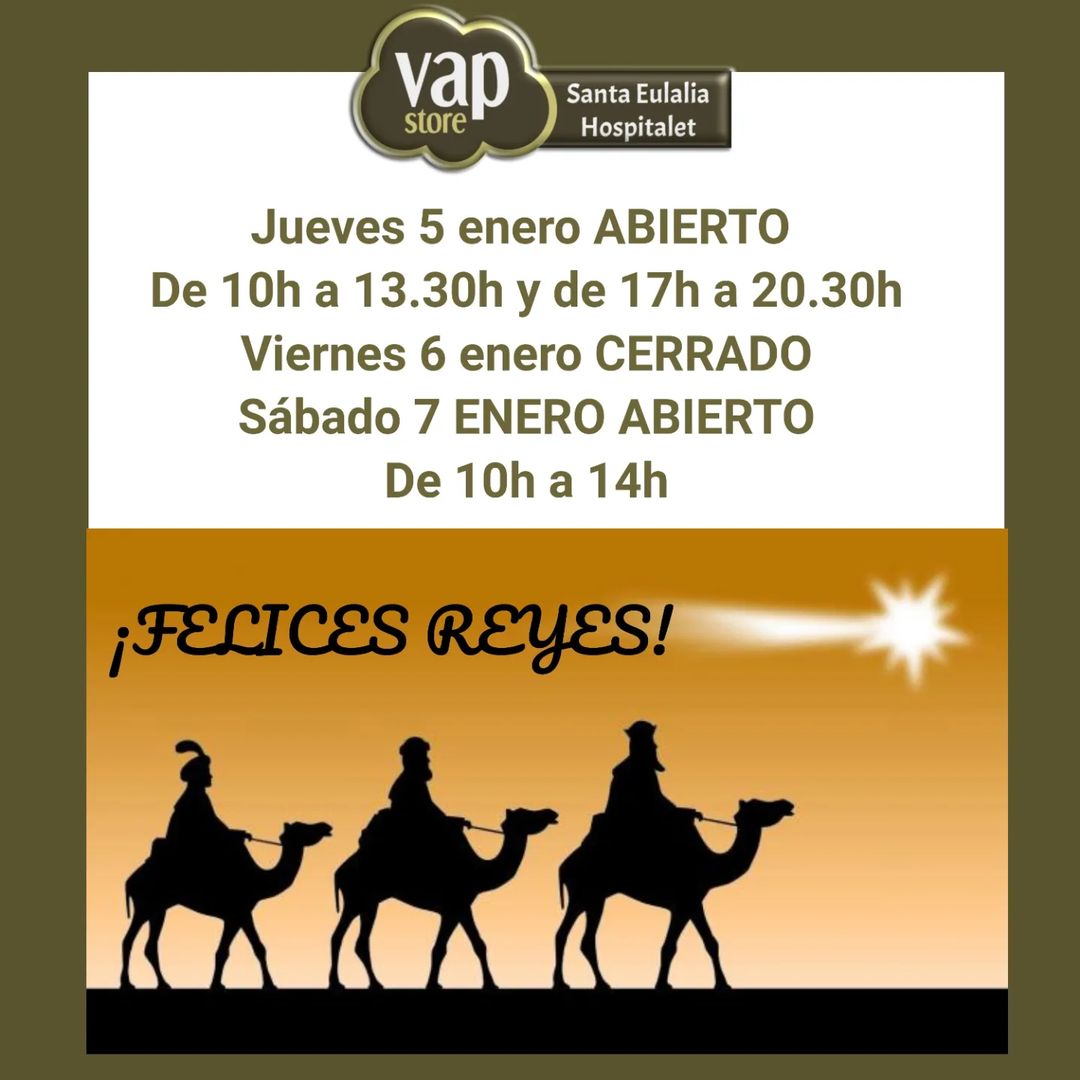 vap
store
Santa Eulalia
Hospitalet
Jueves 5 enero ABIERTO
De 10h a 13.30h y de 17h a 20.30h
Viernes 6 enero CERRADO
Sábado 7 ENERO ABIERTO
De 10h a 14h
¡FELICES REYES!